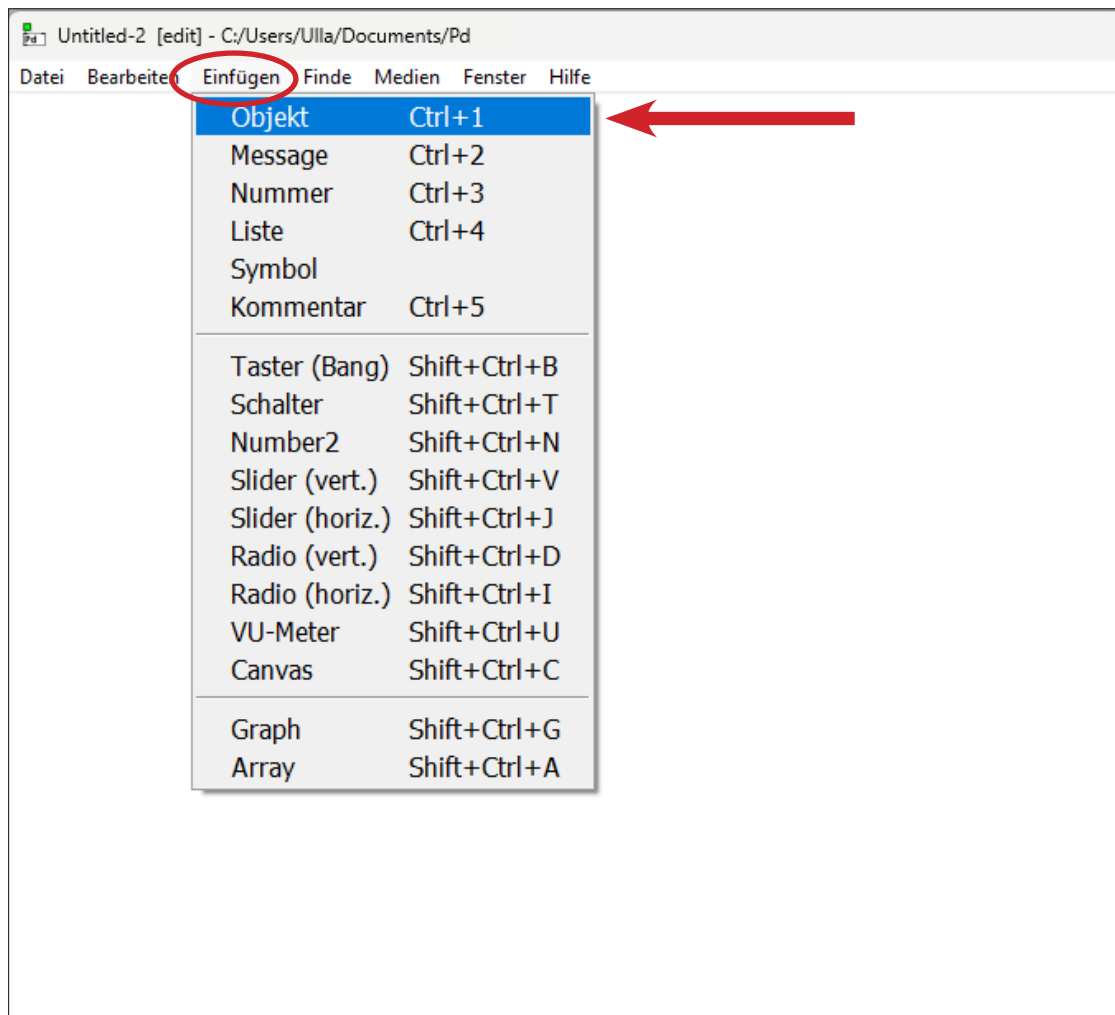 Pd Untitled-2 [edit] - C:/Users/Ulla/Documents/Pd
Datei Bearbeiten Einfügen Finde Medien Fenster Hilfe
Objekt Ctrl+1
Message Ctrl+2
Nummer Ctrl+3
Liste Ctrl+4
Symbol
Kommentar Ctrl+5
Taster (Bang) Shift+Ctrl+B
Schalter Shift+Ctrl+T
Number2 Shift+Ctrl+N
Slider (vert.) Shift+Ctrl+V
Slider (horiz.) Shift+Ctrl+J
Radio (vert.) Shift+Ctrl+D
Radio (horiz.) Shift+Ctrl+I
VU-Meter Shift+Ctrl+U
Canvas Shift+Ctrl+C
Graph Shift+Ctrl+G
Array Shift+Ctrl+A